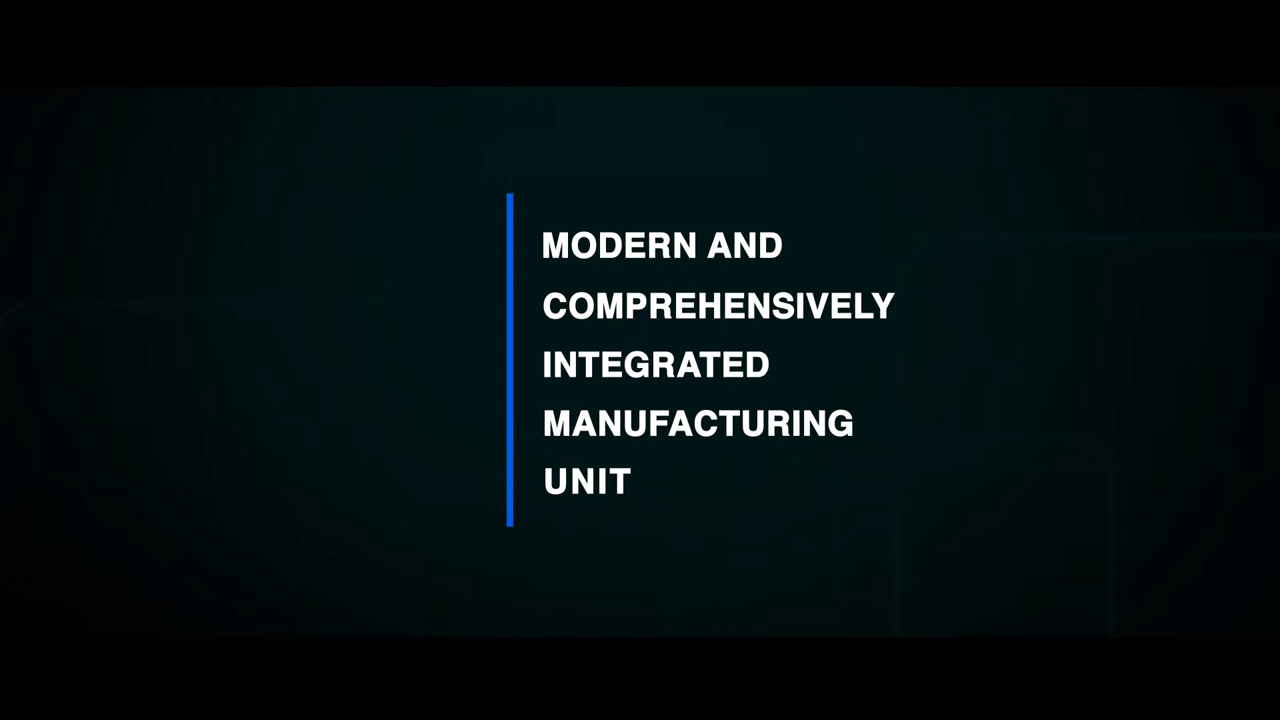 MODERN AND
COMPREHENSIVELY
INTEGRATED
MANUFACTURING
UNIT